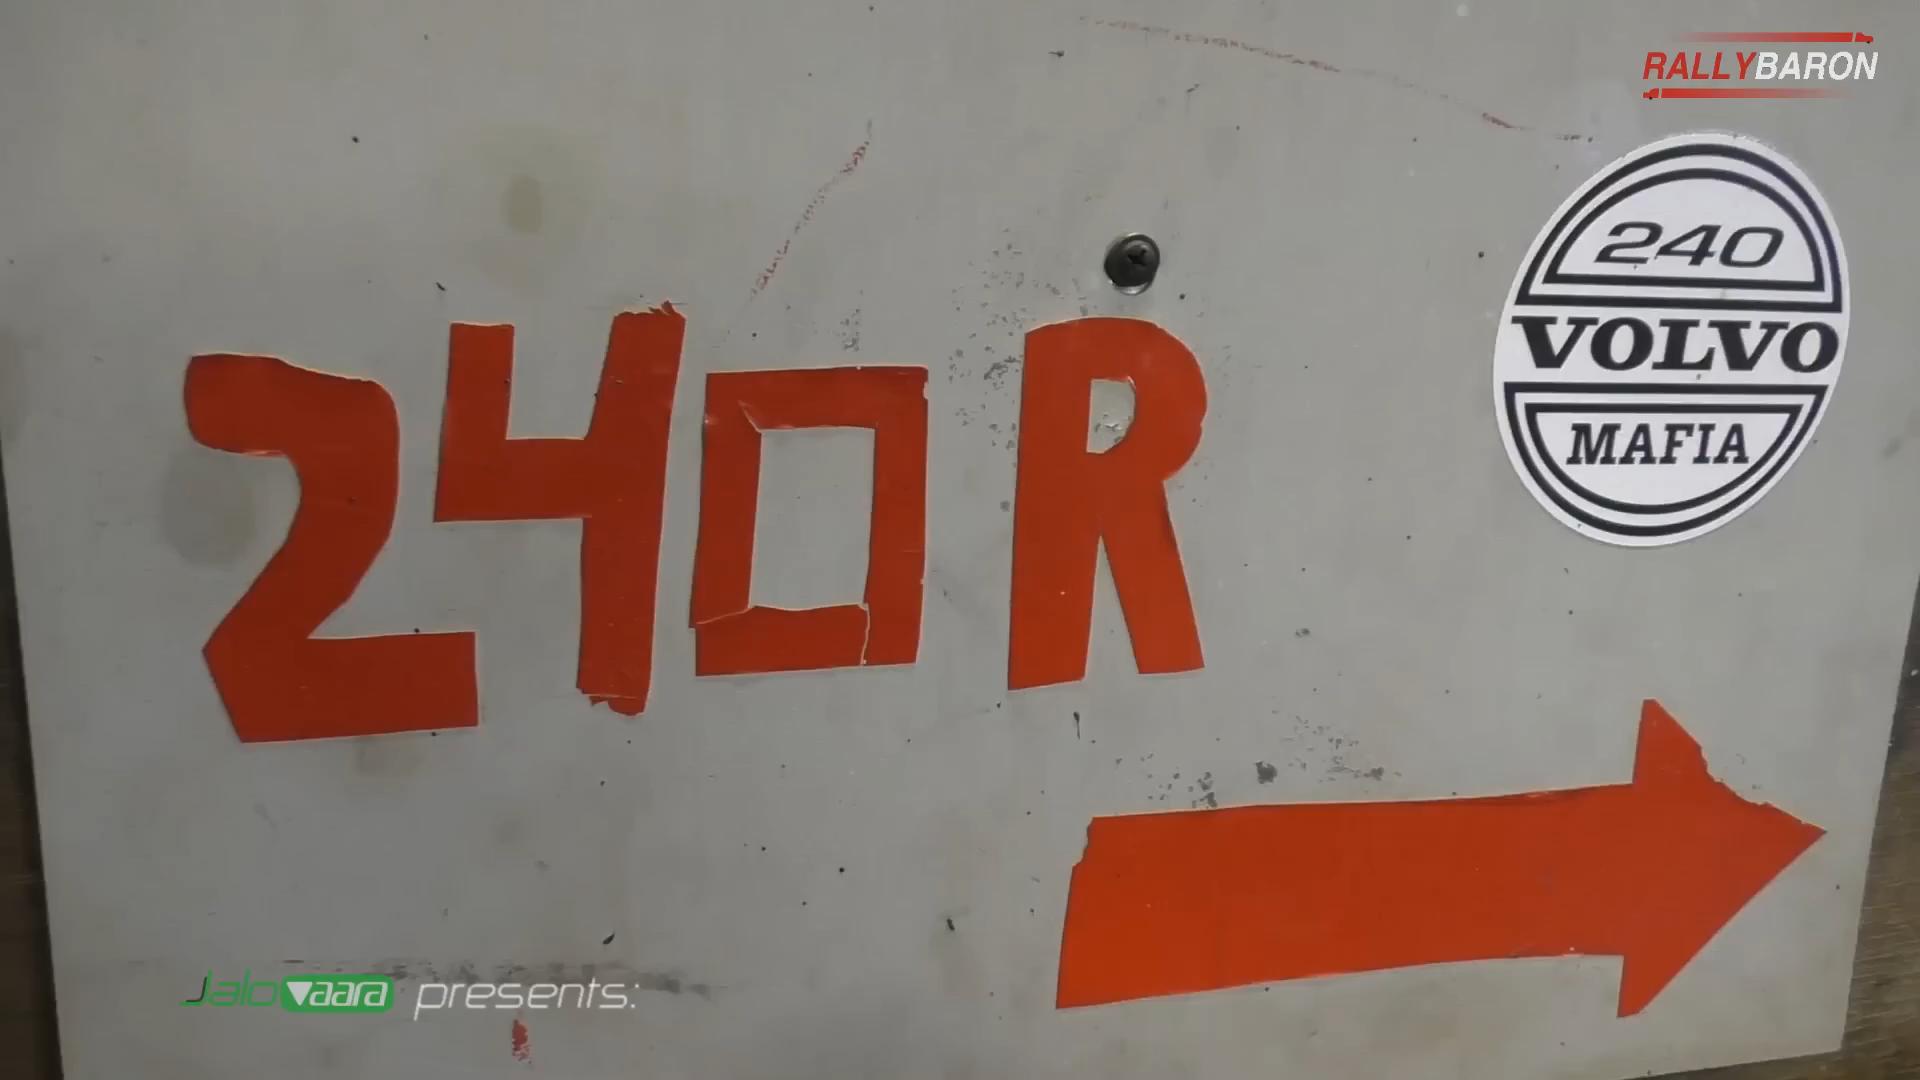 RALLYBARON
240
VOLVO
MAFIA
240R
Jalovaara presents: